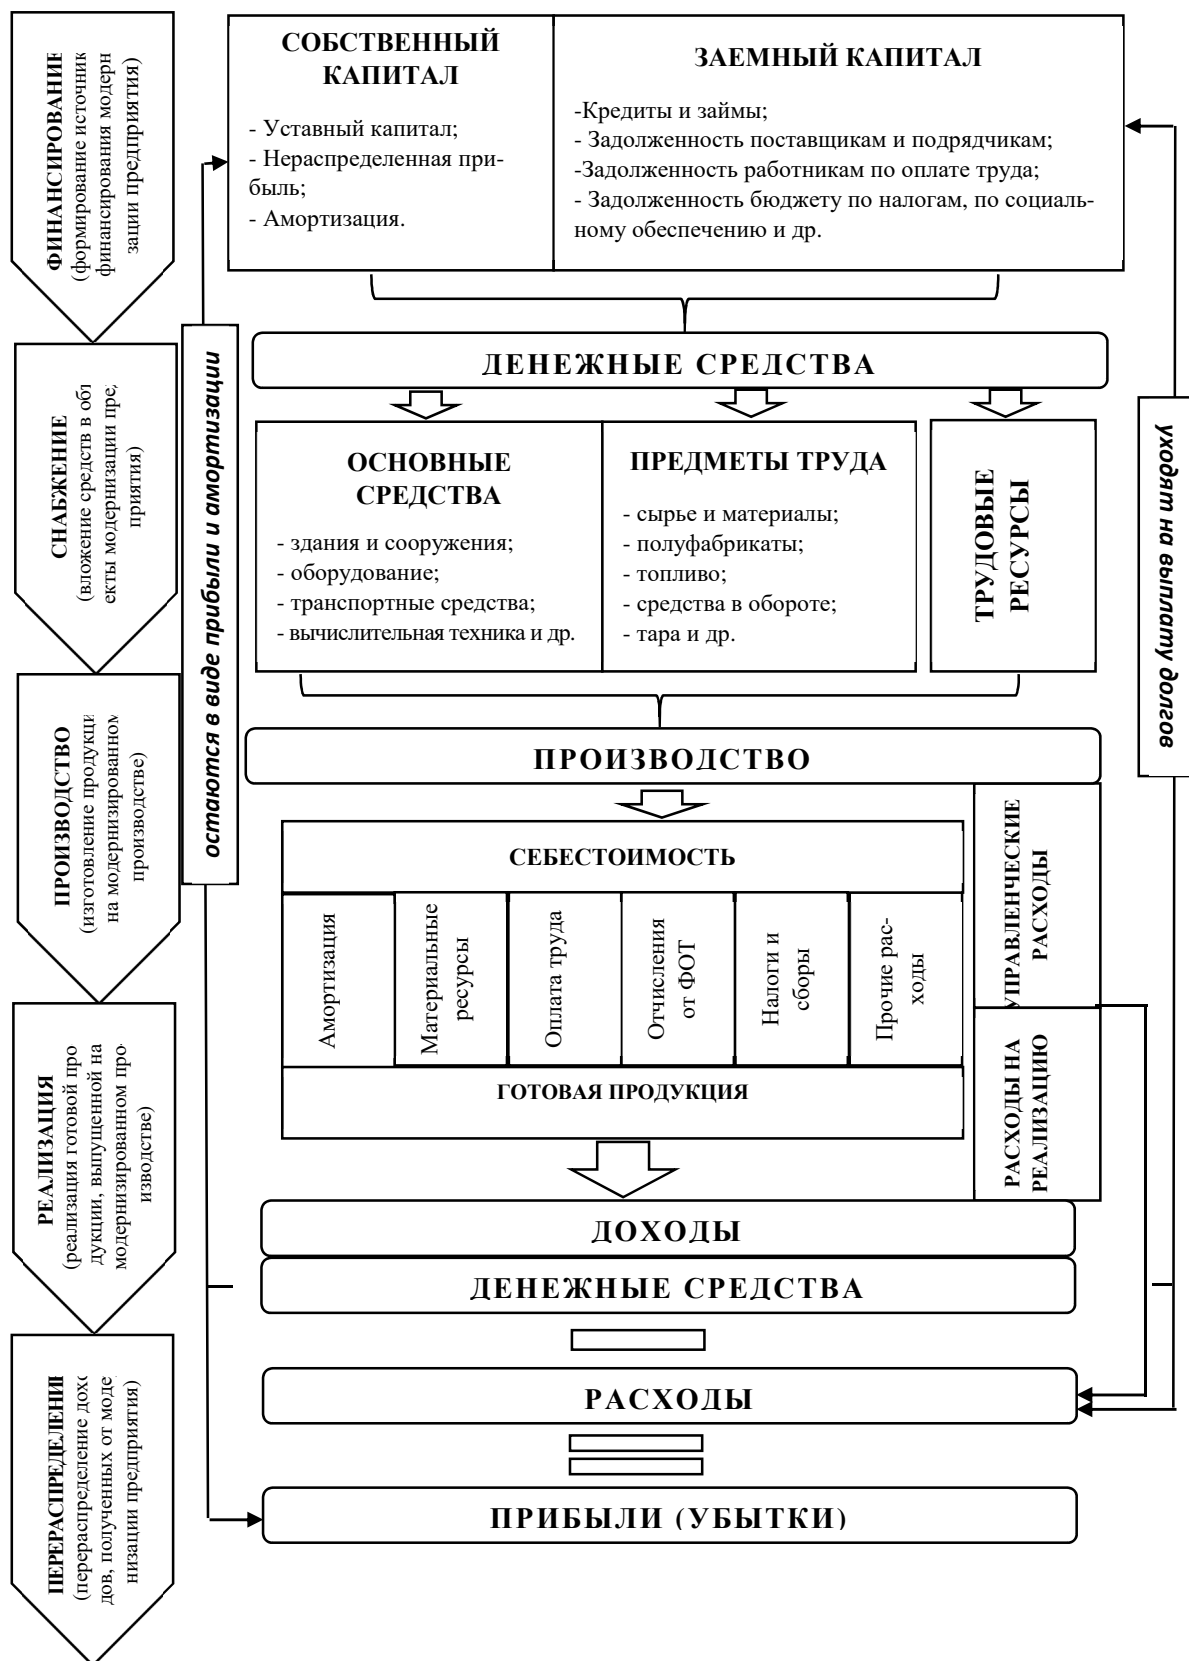 ФИНАНСИРОВАНИЕ
(формирование источник
финансирования модерн
зации предприятия)
СОБСТВЕННЫЙ
КАПИТАЛ
- Уставный капитал;
- Нераспределенная при-
быль;
- Амортизация.
ЗАЕМНЫЙ КАПИТАЛ
-Кредиты и займы;
- Задолженность поставщикам и подрядчикам;
-Задолженность работникам по оплате труда;
- Задолженность бюджету по налогам, по социаль-
ному обеспечению и др.
остаются в виде прибыли и амортизации
уходят на выплату долгов
ДЕНЕЖНЫЕ СРЕДСТВА
СНАБЖЕНИЕ
(вложение средств в об
екты модернизации пре
приятия)
ОСНОВНЫЕ
СРЕДСТВА
- здания и сооружения;
- оборудование;
- транспортные средства;
- вычислительная техника и др.
ПРЕДМЕТЫ ТРУДА
- сырье и материалы;
- полуфабрикаты;
- топливо;
- средства в обороте;
- тара и др.
ТРУДОВЫЕ
РЕСУРСЫ
ПРОИЗВОДСТВО
(изготовление продукци
на модернизированном
производстве)
ПРОИЗВОДСТВО
СЕБЕСТОИМОСТЬ
Амортизация
Материальные
ресурсы
Оплата труда
Отчисления
от ФОТ
Налоги и
сборы
Прочие рас-
ходы
ГОТОВАЯ ПРОДУКЦИЯ
УПРАВЛЕНЧЕСКИЕ
РАСХОДЫ
РАСХОДЫ НА
РЕАЛИЗАЦИЮ
РЕАЛИЗАЦИЯ
(реализация готовой про
дукции, выпущенной на
модернизированном про-
изводстве)
ДОХОДЫ
ДЕНЕЖНЫЕ СРЕДСТВА
РАСХОДЫ
ПРИБЫЛИ (УБЫТКИ)
ПЕРЕРАСПРЕДЕЛЕНИ
(перераспределение дохо
дов, полученных от моде
низации предприятия)